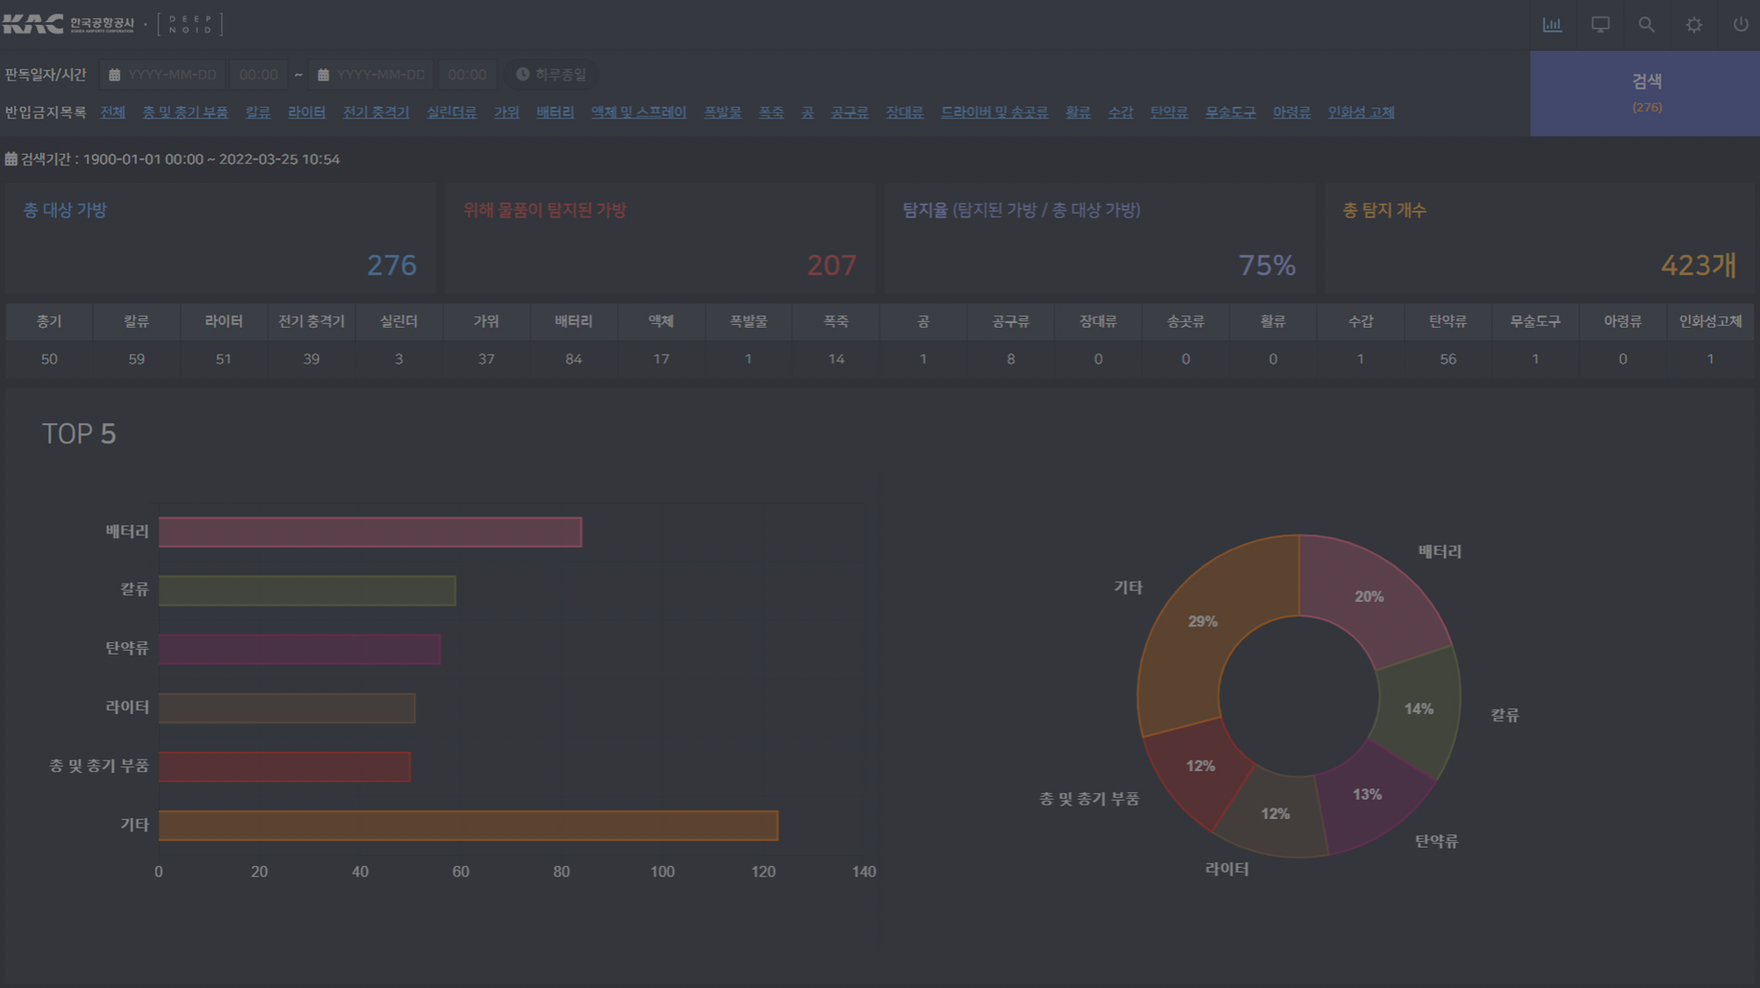 KAC 한국공항공사 · [DEEP NOID]
판독일자/시간 YYYY-MM-DD 00:00 ~ YYYY-MM-DD 00:00 하루종일
반입금지목록 전체 총 및 총기 부품 칼류 라이터 전기 충격기 실린더류 가위 배터리 액체 및 스프레이 폭발물 폭죽 공 공구류 장대류 드라이버 및 송곳류 활류 수갑 탄약류 무술도구 아령류 인화성 고체
검색
(276)
검색기간 : 1900-01-01 00:00 ~ 2022-03-25 10:54
총 대상 가방 위해 물품이 탐지된 가방 탐지율 (탐지된 가방 / 총 대상 가방) 총 탐지 개수
276 207 75% 423개
총기 칼류 라이터 전기 충격기 실린더 가위 배터리 액체 폭발물 폭죽 공 공구류 장대류 송곳류 활류 수갑 탄약류 무술도구 아령류 인화성고체
50 59 51 39 3 37 84 17 1 14 1 8 0 0 0 1 56 1 0 1
TOP 5
배터리
칼류
탄약류
라이터
총 및 총기 부품
기타
0 20 40 60 80 100 120 140
배터리
20%
칼류
14%
탄약류
13%
라이터
12%
총 및 총기 부품
12%
기타
29%